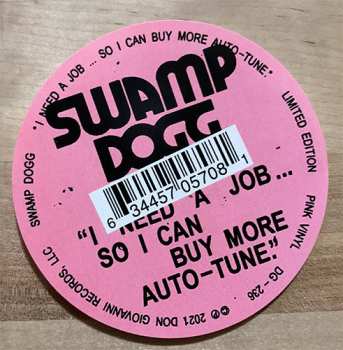 "I NEED A JOB ... SO I CAN BUY MORE AUTO-TUNE."
SWAMP
DOGG
6 34457 05708 1
"I NEED A JOB ...
SO I CAN
BUY MORE
AUTO-TUNE."
LIMITED EDITION PINK VINYL DG-236
©℗ 2021 DON GIOVANNI RECORDS, LLC SWAMP DOGG